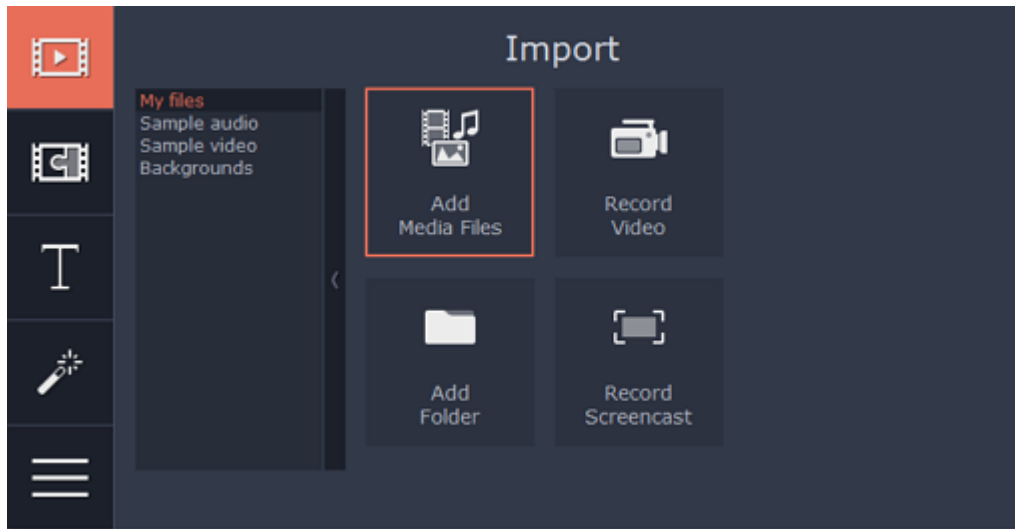 Import
My files
Sample audio
Sample video
Backgrounds
Add
Media Files
Record
Video
T
Add
Folder
Record
Screencast